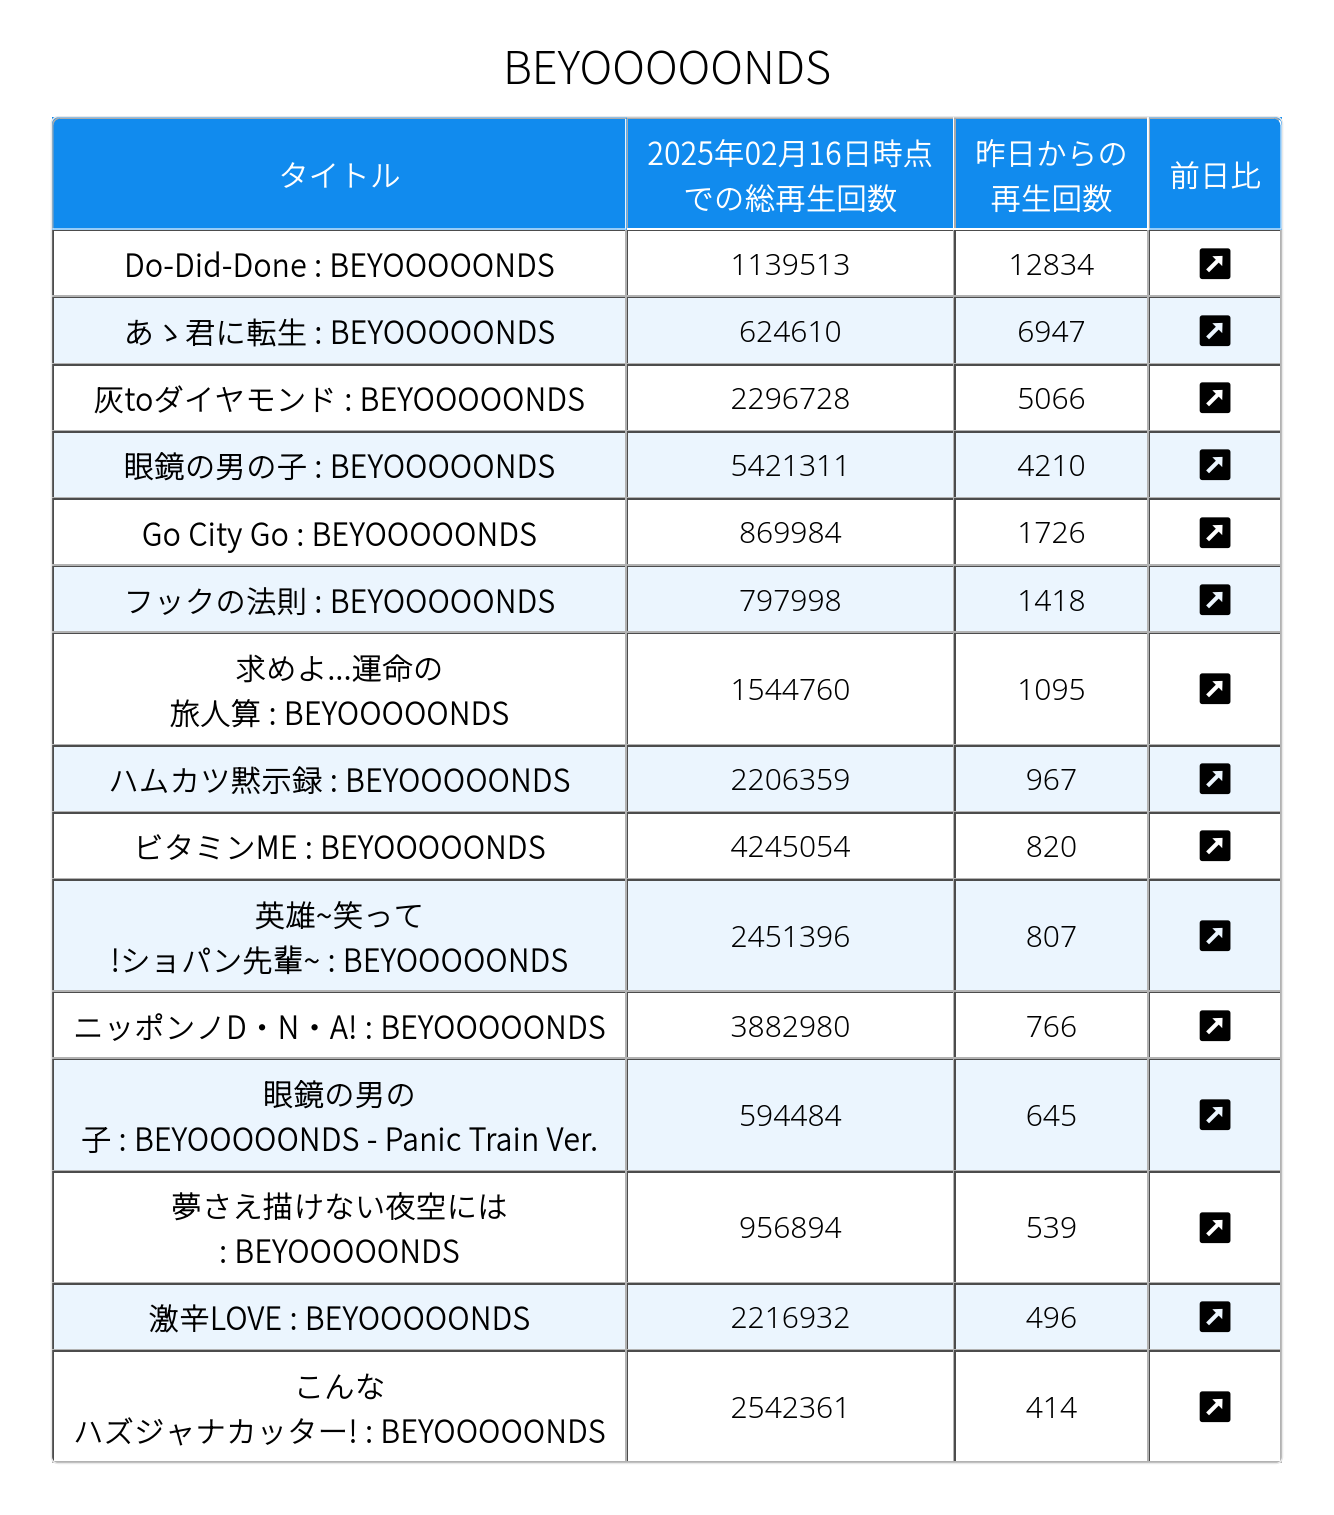 BEYOOOOONDS
タイトル
2025年02月16日時点
での総再生回数
昨日からの
再生回数
前日比
Do-Did-Done : BEYOOOOONDS
1139513
12834
あゝ君に転生 : BEYOOOOONDS
624610
6947
灰toダイヤモンド : BEYOOOOONDS
2296728
5066
眼鏡の男の子 : BEYOOOOONDS
5421311
4210
Go City Go : BEYOOOOONDS
869984
1726
フックの法則 : BEYOOOOONDS
797998
1418
求めよ...運命の
旅人算 : BEYOOOOONDS
1544760
1095
ハムカツ黙示録 : BEYOOOOONDS
2206359
967
ビタミンME : BEYOOOOONDS
4245054
820
英雄~笑って
!ショパン先輩~ : BEYOOOOONDS
2451396
807
ニッポンノD・N・A! : BEYOOOOONDS
3882980
766
眼鏡の男の
子 : BEYOOOOONDS - Panic Train Ver.
594484
645
夢さえ描けない夜空には
: BEYOOOOONDS
956894
539
激辛LOVE : BEYOOOOONDS
2216932
496
こんな
ハズジャナカッター! : BEYOOOOONDS
2542361
414